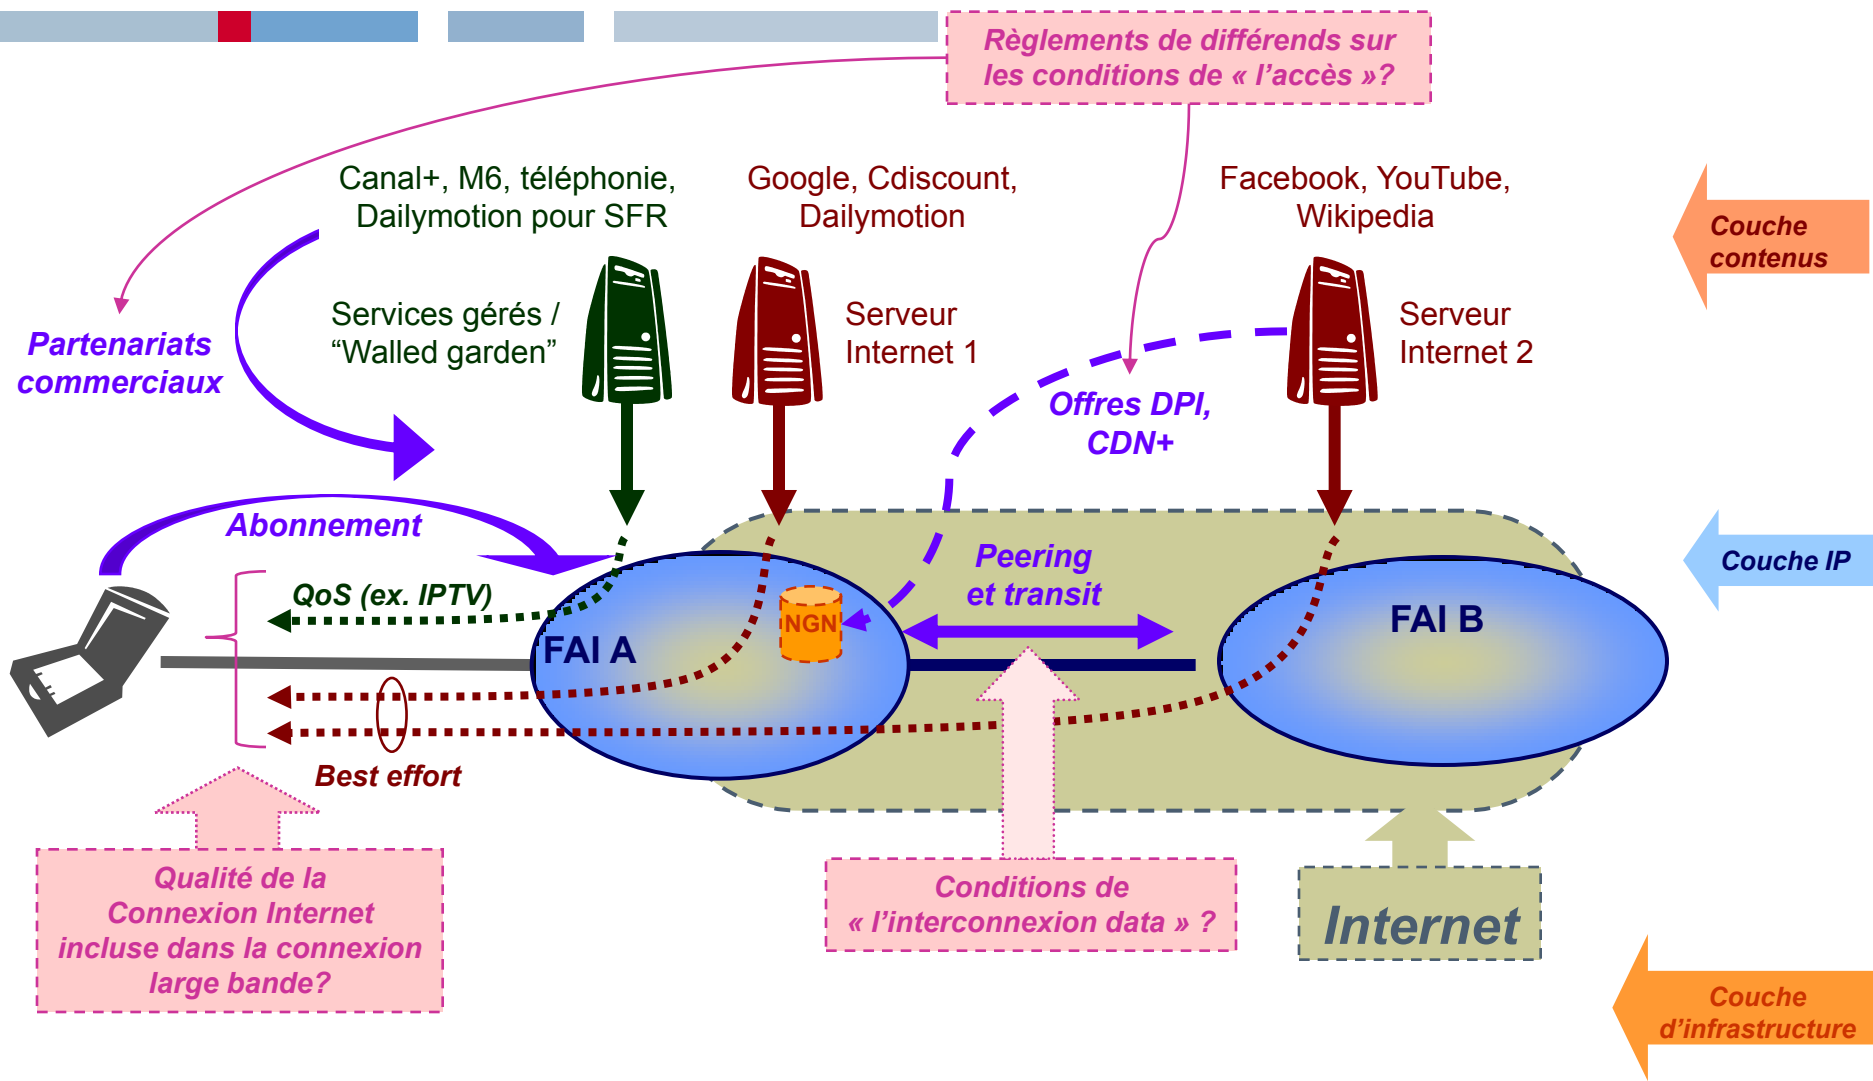 Règlements de différends sur
les conditions de « l’accès »?
Canal+, M6, téléphonie,
Dailymotion pour SFR
Google, Cdiscount,
Dailymotion
Facebook, YouTube,
Wikipedia
Couche
contenus
Services gérés /
“Walled garden”
Serveur
Internet 1
Serveur
Internet 2
Partenariats
commerciaux
Offres DPI,
CDN+
Abonnement
Peering
et transit
Couche IP
QoS (ex. IPTV)
NGN
FAI A
FAI B
Best effort
Qualité de la
Connexion Internet
incluse dans la connexion
large bande?
Conditions de
« l’interconnexion data » ?
Internet
Couche
d’infrastructure